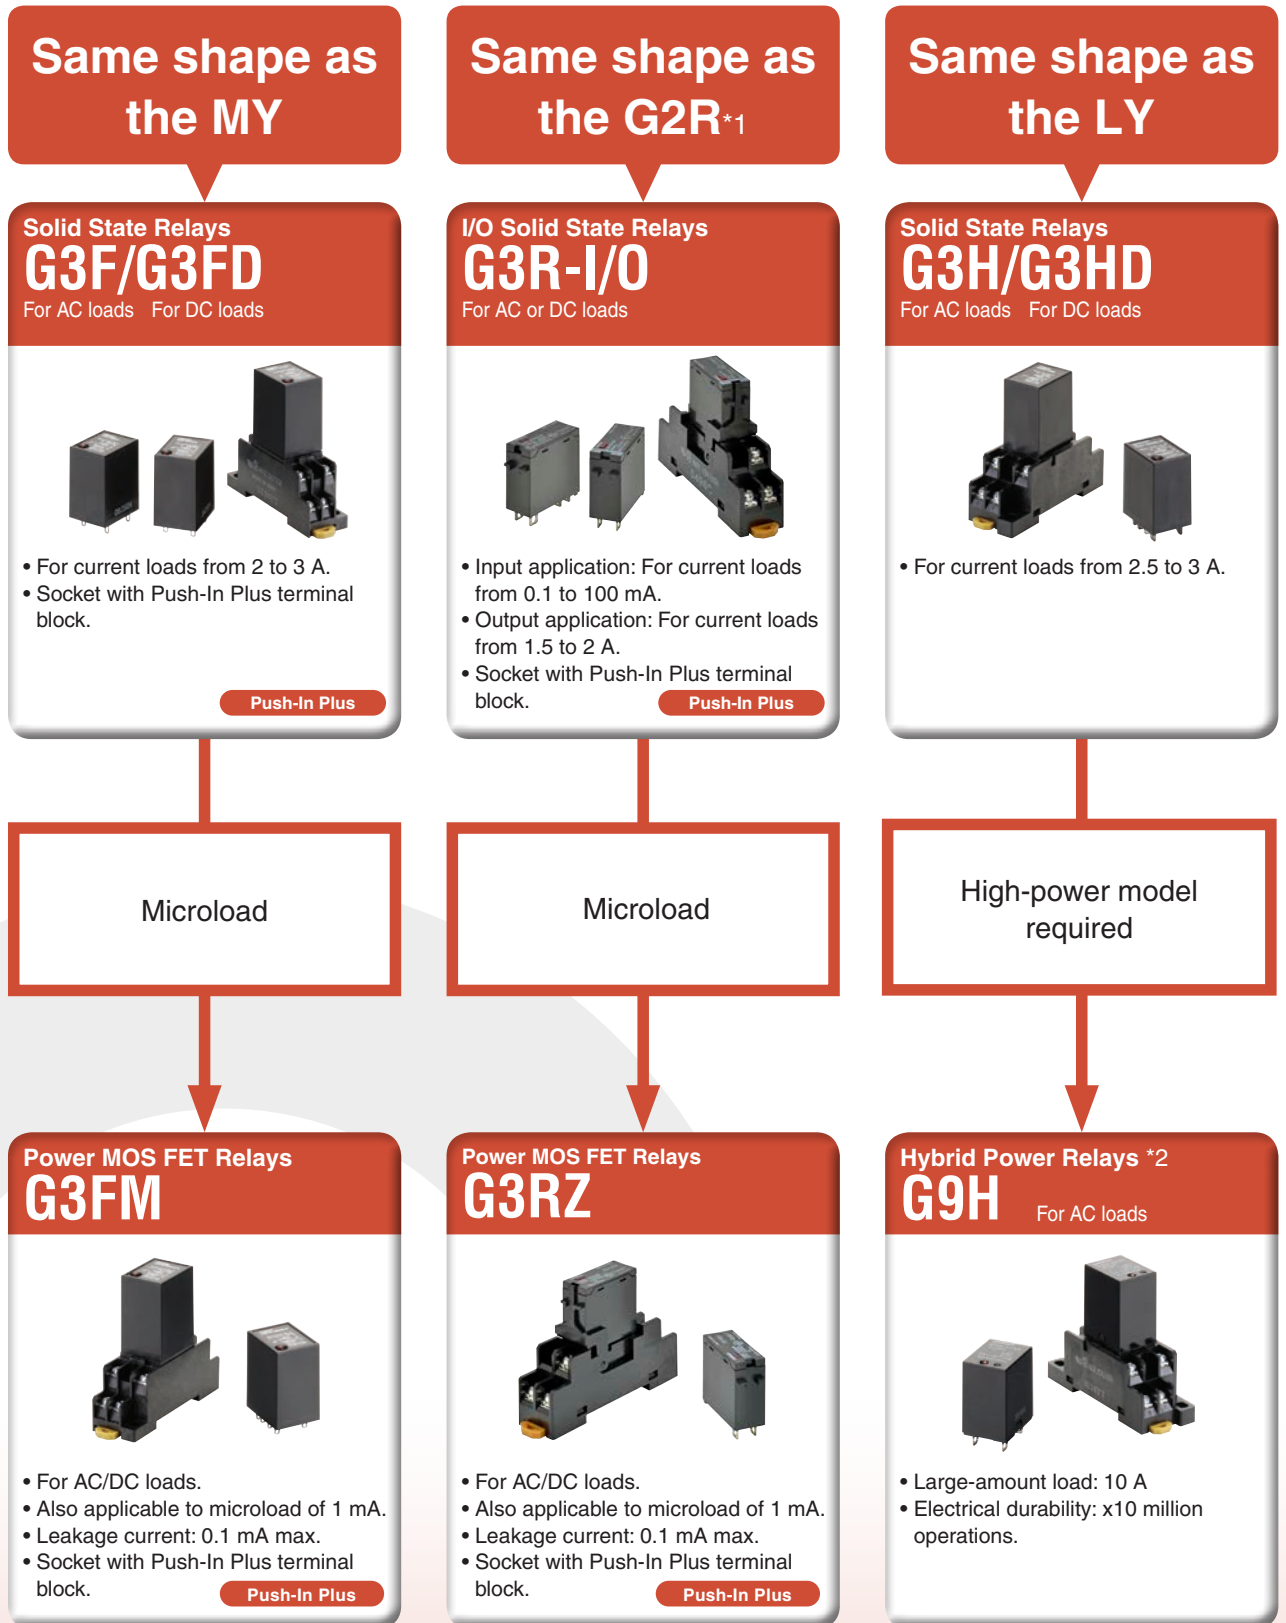 Same shape as
the MY
Solid State Relays
G3F/G3FD
For AC loads For DC loads
• For current loads from 2 to 3 A.
• Socket with Push-In Plus terminal
block.
Push-In Plus
Microload
Power MOS FET Relays
G3FM
• For AC/DC loads.
• Also applicable to microload of 1 mA.
• Leakage current: 0.1 mA max.
• Socket with Push-In Plus terminal
block.
Push-In Plus
Same shape as
the G2R*1
I/O Solid State Relays
G3R-I/O
For AC or DC loads
• Input application: For current loads
from 0.1 to 100 mA.
• Output application: For current loads
from 1.5 to 2 A.
• Socket with Push-In Plus terminal
block.
Push-In Plus
Microload
Power MOS FET Relays
G3RZ
• For AC/DC loads.
• Also applicable to microload of 1 mA.
• Leakage current: 0.1 mA max.
• Socket with Push-In Plus terminal
block.
Push-In Plus
Same shape as
the LY
Solid State Relays
G3H/G3HD
For AC loads For DC loads
• For current loads from 2.5 to 3 A.
High-power model
required
Hybrid Power Relays *2
G9H For AC loads
• Large-amount load: 10 A
• Electrical durability: x10 million
operations.